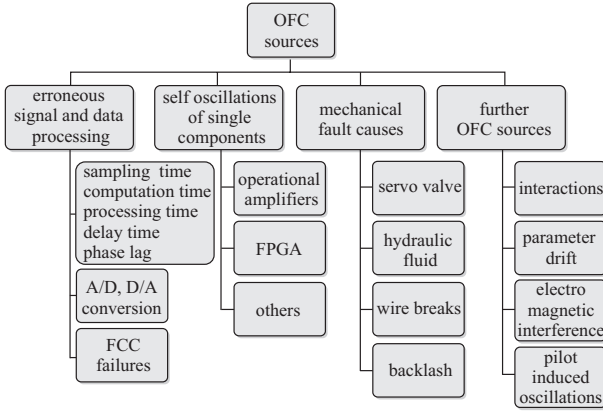 OFC
sources
erroneous
signal and data
processing
self oscillations
of single
components
mechanical
fault causes
further
OFC sources
sampling time
computation time
processing time
delay time
phase lag
A/D, D/A
conversion
FCC
failures
operational
amplifiers
FPGA
others
servo valve
hydraulic
fluid
wire breaks
backlash
interactions
parameter
drift
electro
magnetic
interference
pilot
induced
oscillations